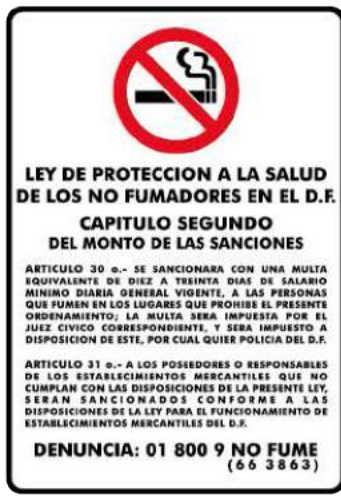 LEY DE PROTECCION A LA SALUD
DE LOS NO FUMADORES EN EL D.F.
CAPITULO SEGUNDO
DEL MONTO DE LAS SANCIONES
ARTICULO 30 o.- SE SANCIONARA CON UNA MULTA
EQUIVALENTE DE DIEZ A TREINTA DIAS DE SALARIO
MINIMO DIARIA GENERAL VIGENTE, A LAS PERSONAS
QUE FUMEN EN LOS LUGARES QUE PROHIBE EL PRESENTE
ORDENAMIENTO; LA MULTA SERA IMPUESTA POR EL
JUEZ CIVICO CORRESPONDIENTE, Y SERA IMPUESTO A
DISPOSICION DE ESTE, POR CUAL QUIER POLICIA DEL D.F.
ARTICULO 31 o.- A LOS POSEEDORES O RESPONSABLES
DE LOS ESTABLECIMIENTOS MERCANTILES QUE NO
CUMPLAN CON LAS DISPOSICIONES DE LA PRESENTE LEY,
SERAN SANCIONADOS CONFORME A LAS
DISPOSICIONES DE LA LEY PARA EL FUNCIONAMIENTO DE
ESTABLECIMIENTOS MERCANTILES DEL D.F.
DENUNCIA: 01 800 9 NO FUME
(66 3863)